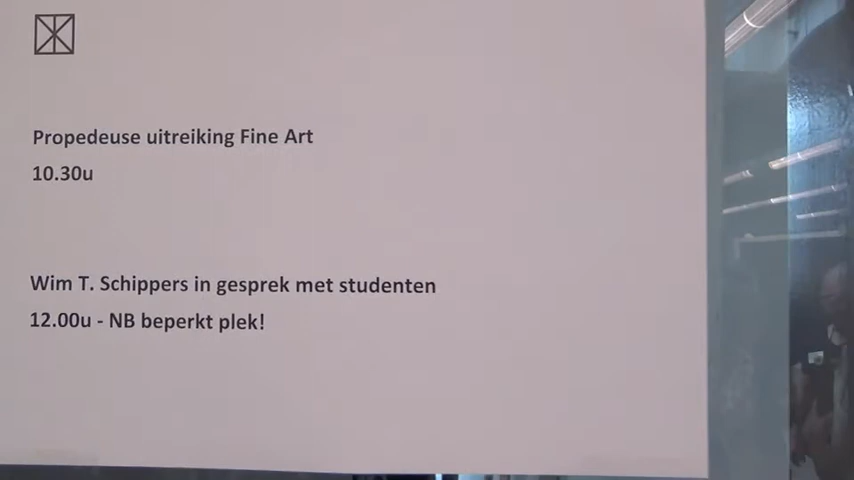 Propedeuse uitreiking Fine Art
10.30u
Wim T. Schippers in gesprek met studenten
12.00u - NB beperkt plek!